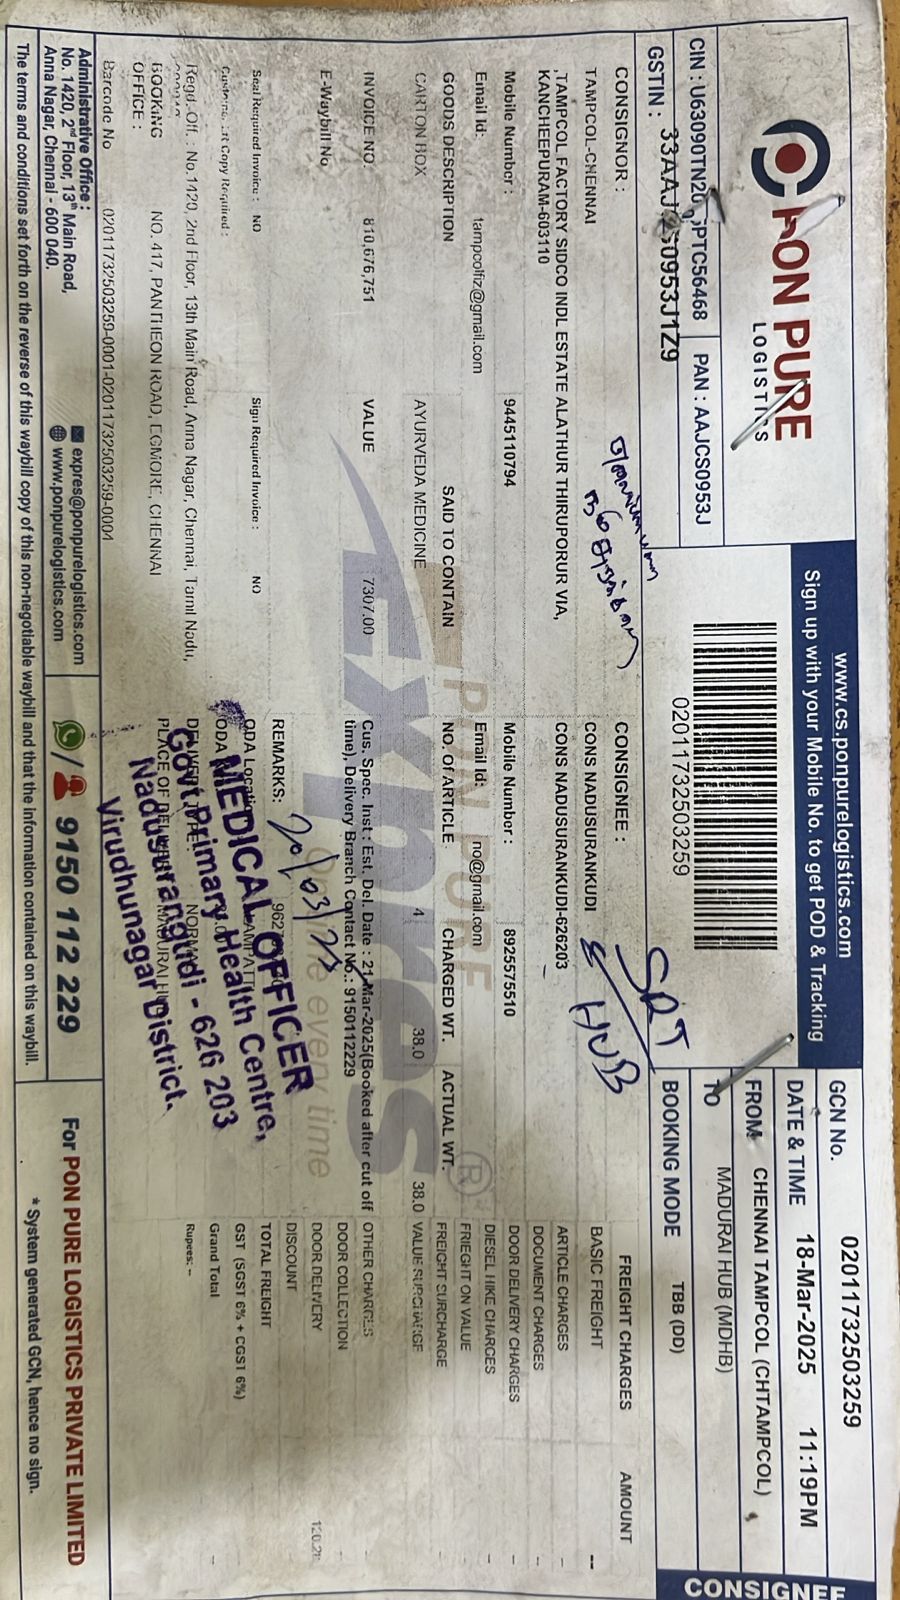 PON PURE
LOGISTICS
CIN : U63090TN20 5PTC56468
PAN : AAJCS0953J
GSTIN :
www.cs.ponpurelogistics.com
Sign up with your Mobile No. to get POD & Tracking
02011732503259
SRT
HUB
GCN No. 02011732503259
DATE & TIME 18-Mar-2025 11:19PM
FROM CHENNAI TAMPCOL (CHTAMPCOL)
TO MADURAI HUB (MDHB)
BOOKING MODE TBB (DD)
CONSIGNEE
CONSIGNOR :
TAMPCOL-CHENNAI
,TAMPCOL FACTORY SIDCO INDL ESTATE ALATHUR THIRUPORUR VIA,
KANCHEEPURAM-603110
Mobile Number : 9445110794
Email Id: tampcolfiz@gmail.com
CONSIGNEE :
CONS NADUSURANKUDI
CONS NADUSURANKUDI-626203
Mobile Number : 8925575510
Email Id: no@gmail.com
GOODS DESCRIPTION SAID TO CONTAIN NO. OF ARTICLE CHARGED WT. ACTUAL WT.
CARTON BOX AYURVEDA MEDICINE 4 38.0 38.0
INVOICE NO: 810,676,751 VALUE 7307.00
E-Waybill No
Cus. Spec. Inst : Est. Del. Date : 21-Mar-2025(Booked after cut off
time), Delivery Branch Contact No.: 9150112229
REMARKS:
Seal Required Invoice : NO Sign Required Invoice : NO
Copy Required :
Regd. Off. : No.1420, 2nd Floor, 13th Main Road, Anna Nagar, Chennai, Tamil Nadu,
BOOKING OFFICE : NO, 417, PANTHEON ROAD, EGMORE, CHENNAI
Barcode No 02011732503259-0001-02011732503259-0004
PON PURE
Express
On time every time
MEDICAL OFFICER
Govt Primary Health Centre,
Nadusurangudi - 626 203
Virudhunagar District.
FREIGHT CHARGES AMOUNT
BASIC FREIGHT --
ARTICLE CHARGES
DOCUMENT CHARGES
DOOR DELIVERY CHARGES
DIESEL HIKE CHARGES
FRIEGHT ON VALUE
FREIGHT SURCHARGE
VALUE SURCHARGE
OTHER CHARGES
DOOR COLLECTION
DOOR DELIVERY
DISCOUNT
TOTAL FREIGHT
GST (SGST 6% + CGST 6%)
Grand Total
Rupees: --
Administrative Office :
No. 1420, 2nd Floor, 13th Main Road,
Anna Nagar, Chennai - 600 040.
expres@ponpurelogistics.com
www.ponpurelogistics.com
9150 112 229
For PON PURE LOGISTICS PRIVATE LIMITED
* System generated GCN, hence no sign.
The terms and conditions set forth on the reverse of this waybill copy of this non-negotiable waybill and that the information contained on this waybill.